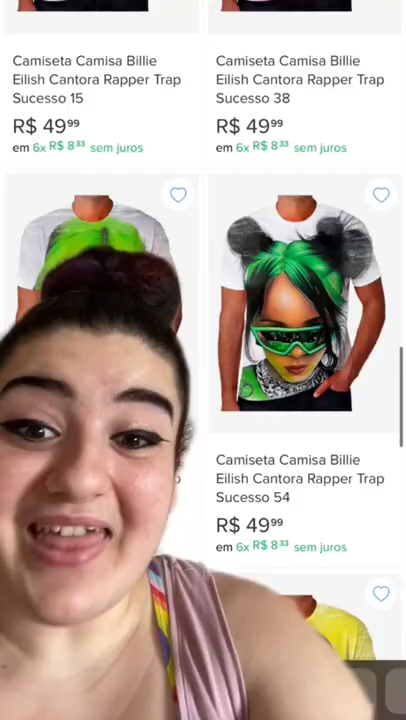 Camiseta Camisa Billie
Eilish Cantora Rapper Trap
Sucesso 15
R$ 49⁹⁹
em 6x R$ 8³³ sem juros
Camiseta Camisa Billie
Eilish Cantora Rapper Trap
Sucesso 38
R$ 49⁹⁹
em 6x R$ 8³³ sem juros
Camiseta Camisa Billie
Eilish Cantora Rapper Trap
Sucesso 54
R$ 49⁹⁹
em 6x R$ 8³³ sem juros